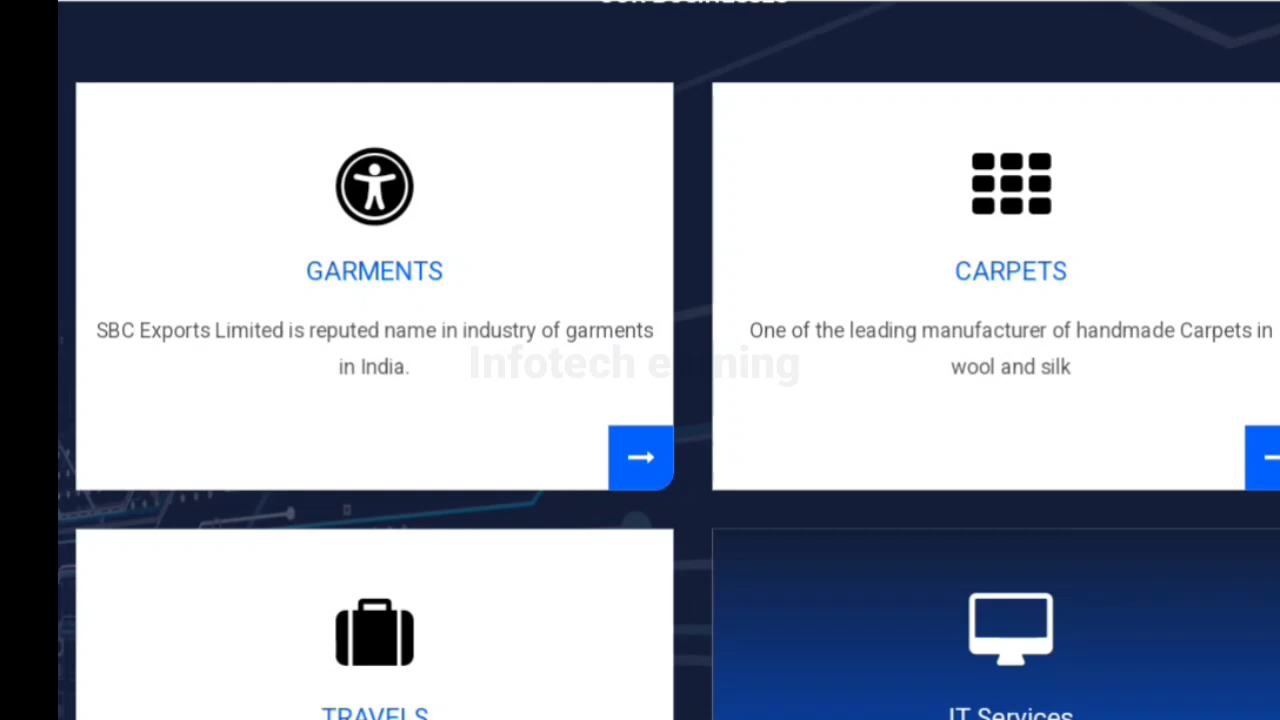 GARMENTS
SBC Exports Limited is reputed name in industry of garments
in India.
CARPETS
One of the leading manufacturer of handmade Carpets in
wool and silk
Infotech
TRAVELS
IT Services